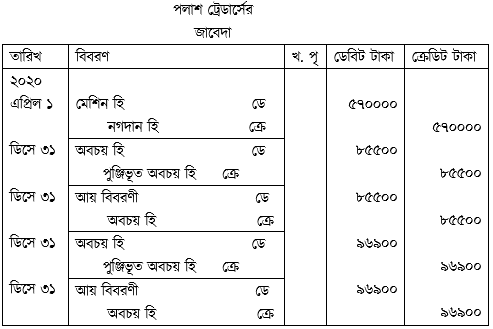 পলাশ ট্রেডার্সের
জাবেদা
তারিখ বিবরণ খ. পৃ ডেবিট টাকা ক্রেডিট টাকা
২০২০
এপ্রিল ১ মেশিন হি ডে ৫৭০০০০
নগদান হি ক্রে ৫৭০০০০
ডিসে ৩১ অবচয় হি ডে ৮৫৫০০
পুঞ্জিভূত অবচয় হি ক্রে ৮৫৫০০
ডিসে ৩১ আয় বিবরণী ডে ৮৫৫০০
অবচয় হি ক্রে ৮৫৫০০
ডিসে ৩১ অবচয় হি ডে ৯৬৯০০
পুঞ্জিভূত অবচয় হি ক্রে ৯৬৯০০
ডিসে ৩১ আয় বিবরণী ডে ৯৬৯০০
অবচয় হি ক্রে ৯৬৯০০